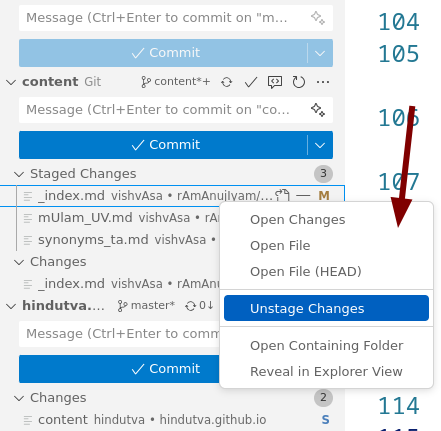 Message (Ctrl+Enter to commit on "m...
Commit
content Git content*+
Message (Ctrl+Enter to commit on "co...
Commit
Staged Changes 3
_index.md vishvAsa • rAmAnujIyam/... M
mUlam_UV.md vishvAsa • rA
synonyms_ta.md vishvAsa •
Changes
_index.md vishvAsa • rAmAnu
hindutva.... master* 0↓
Message (Ctrl+Enter to comm
Commit
Changes 2
content hindutva • hindutva.github.io S
Open Changes
Open File
Open File (HEAD)
Unstage Changes
Open Containing Folder
Reveal in Explorer View
104
105
106
107
114
115